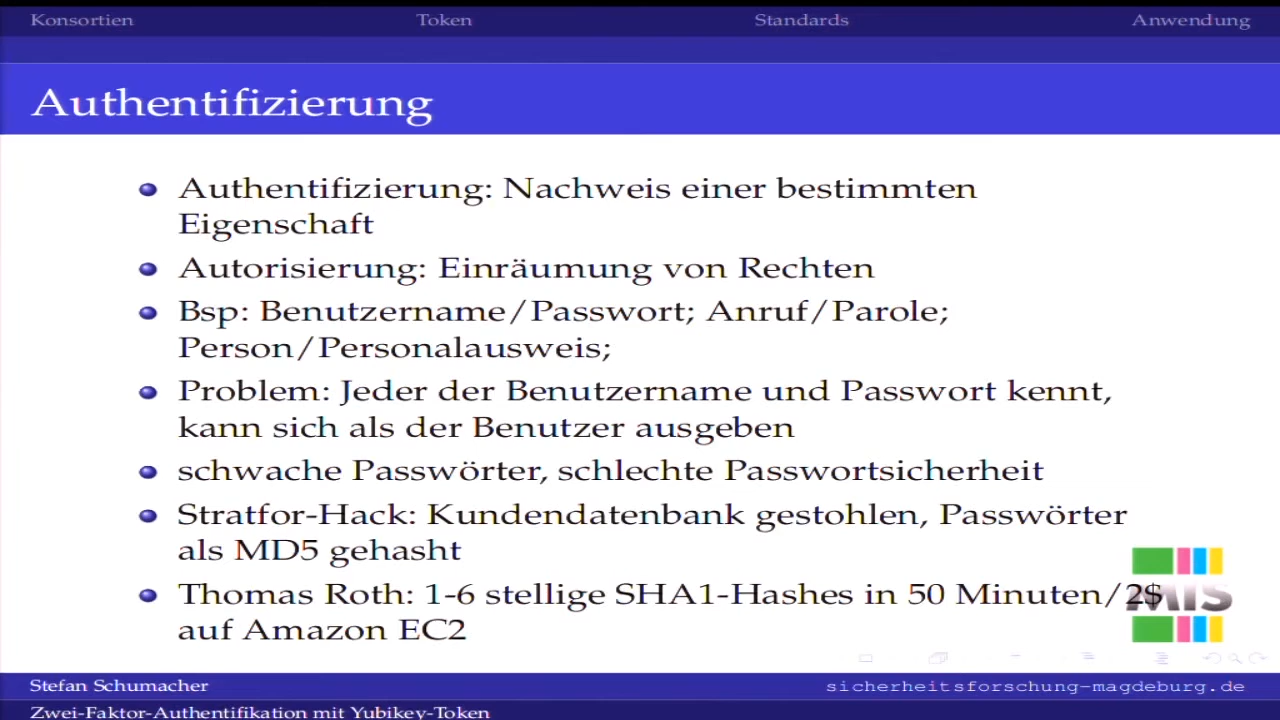 Konsortien Token Standards Anwendung
Authentifizierung
Authentifizierung: Nachweis einer bestimmten
Eigenschaft
Autorisierung: Einräumung von Rechten
Bsp: Benutzername/Passwort; Anruf/Parole;
Person/Personalausweis;
Problem: Jeder der Benutzername und Passwort kennt,
kann sich als der Benutzer ausgeben
schwache Passwörter, schlechte Passwortsicherheit
Stratfor-Hack: Kundendatenbank gestohlen, Passwörter
als MD5 gehasht
Thomas Roth: 1-6 stellige SHA1-Hashes in 50 Minuten/2$
auf Amazon EC2
MIS
Stefan Schumacher sicherheitsforschung-magdeburg.de
Zwei-Faktor-Authentifikation mit Yubikey-Token